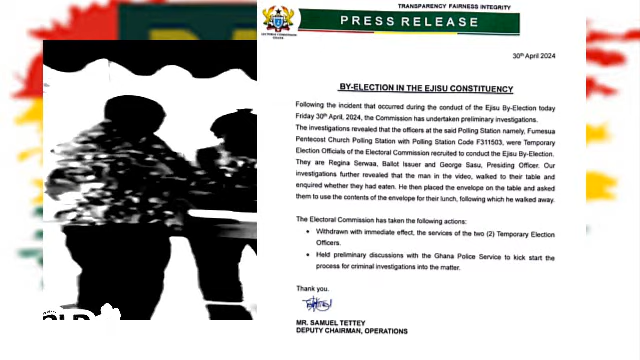 TRANSPARENCY FAIRNESS INTEGRITY
PRESS RELEASE
30th April 2024
BY-ELECTION IN THE EJISU CONSTITUENCY
Following the incident that occurred during the conduct of the Ejisu By-Election today
Friday 30th April, 2024, the Commission has undertaken preliminary investigations.
The investigations revealed that the officers at the said Polling Station namely, Fumesua
Pentecost Church Polling Station with Polling Station Code F311503, were Temporary
Election Officials of the Electoral Commission recruited to conduct the Ejisu By-Election.
They are Regina Serwaa, Ballot Issuer and George Sasu, Presiding Officer. Our
investigations further revealed that the man in the video, walked to their table and
enquired whether they had eaten. He then placed the envelope on the table and asked
them to use the contents of the envelope for their lunch, following which he walked away.
The Electoral Commission has taken the following actions:
• Withdrawn with immediate effect, the services of the two (2) Temporary Election
Officers.
• Held preliminary discussions with the Ghana Police Service to kick start the
process for criminal investigations into the matter.
Thank you.
MR. SAMUEL TETTEY
DEPUTY CHAIRMAN, OPERATIONS